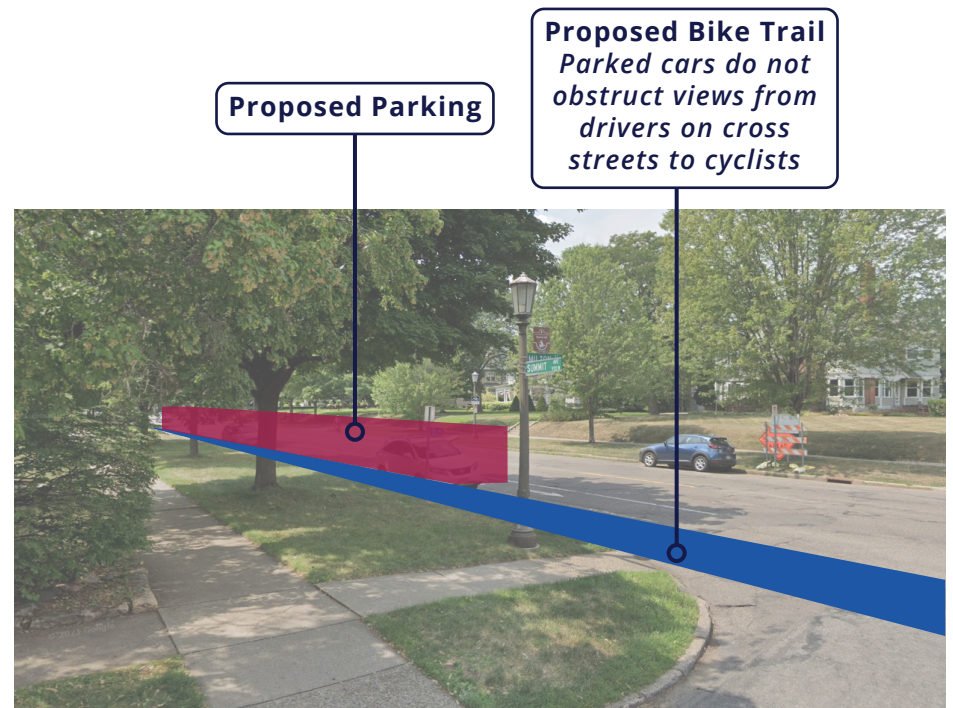 Proposed Bike Trail
Parked cars do not
obstruct views from
drivers on cross
streets to cyclists
Proposed Parking
SUMMIT